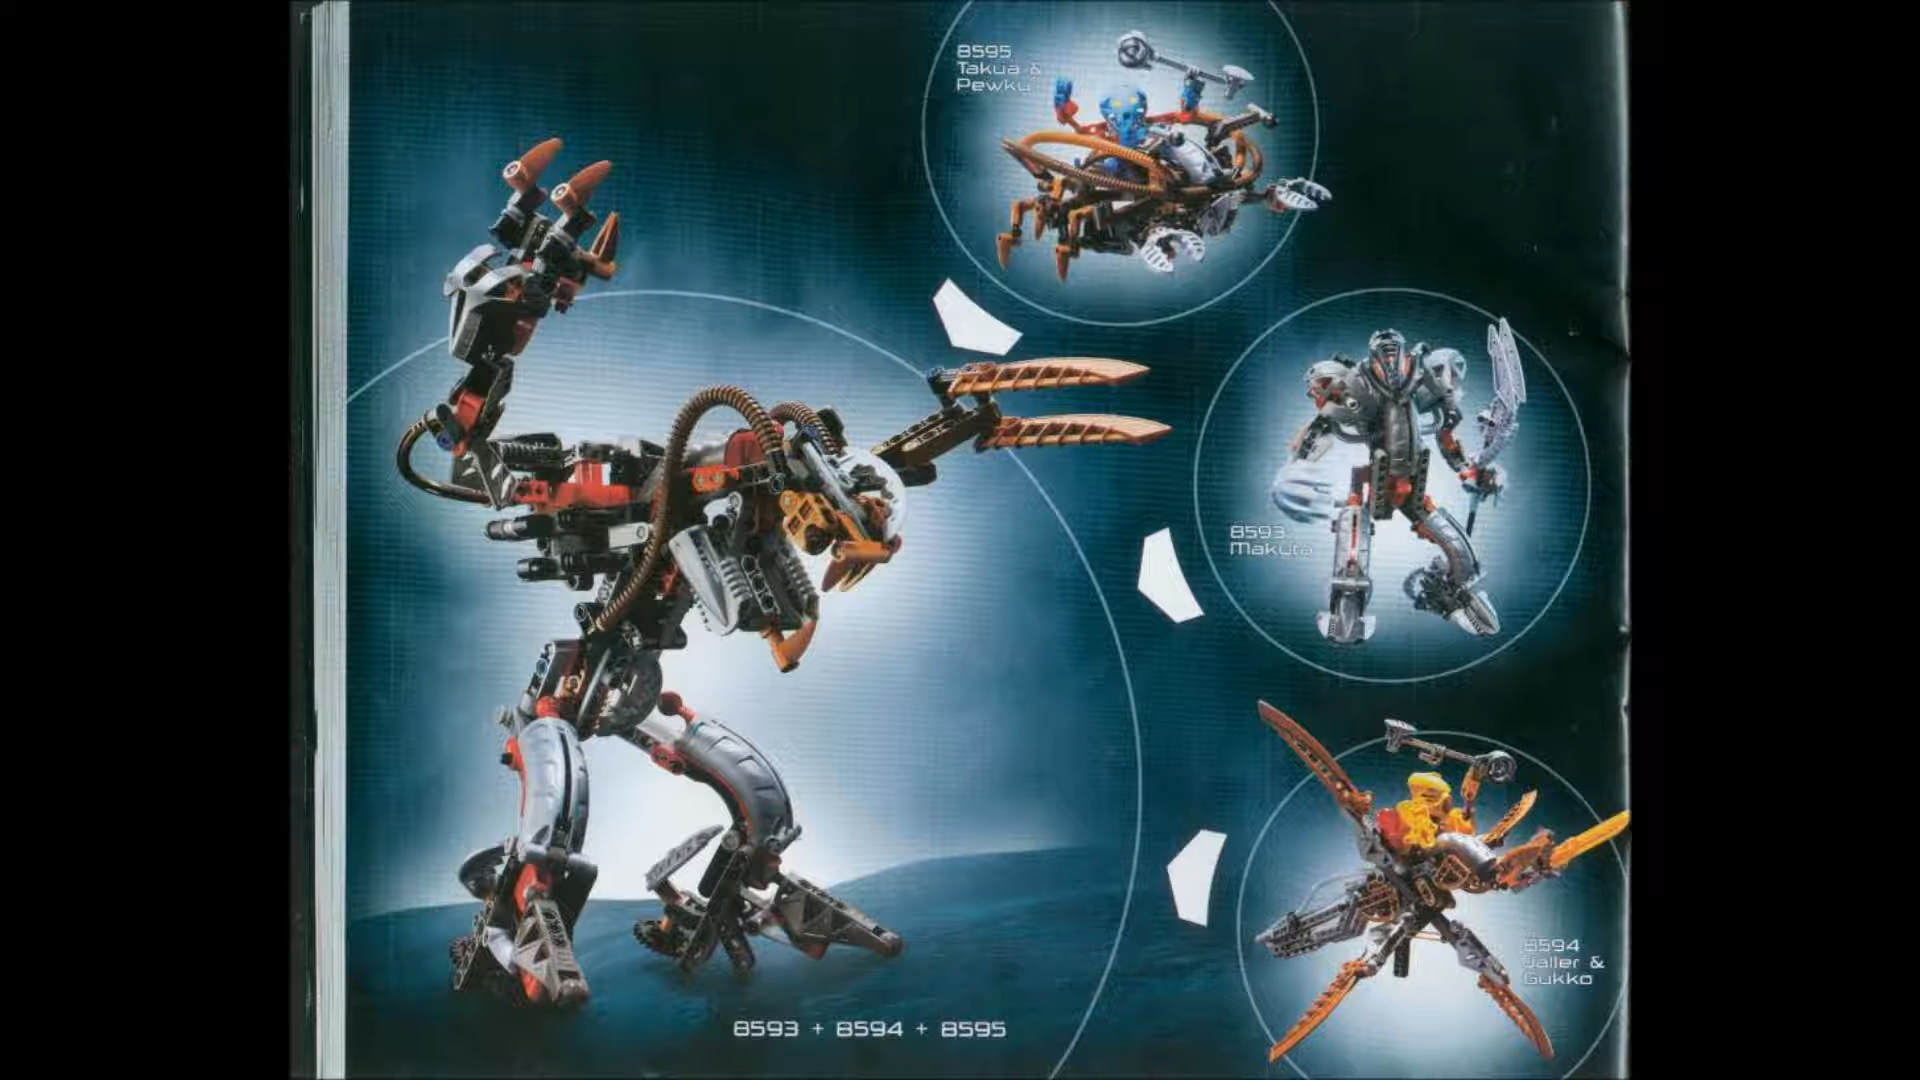 8595
Takua &
Pewku
8593
Makuta
8594
Jaller &
Gukko
8593 + 8594 + 8595